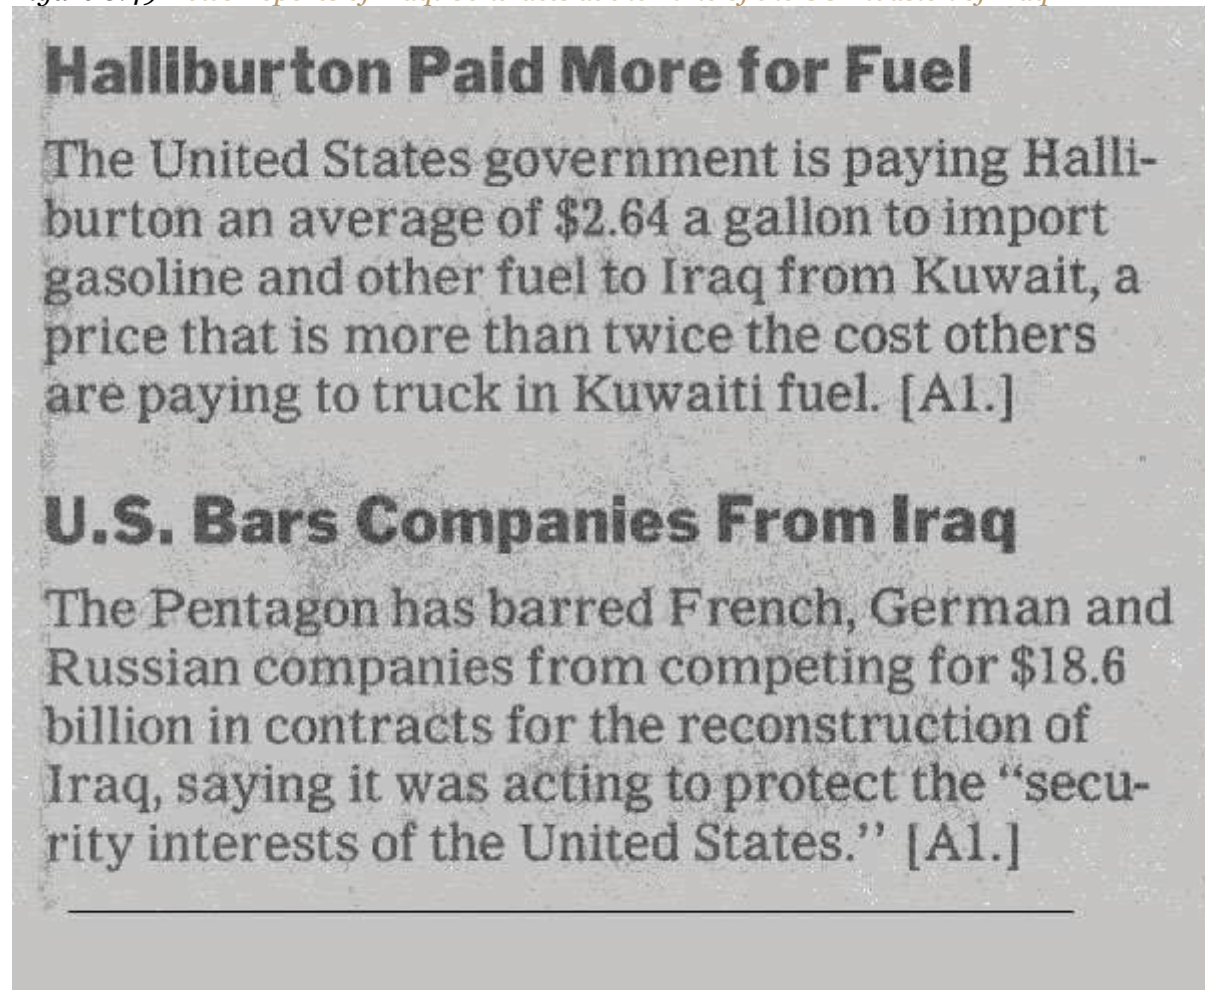 Halliburton Paid More for Fuel
The United States government is paying Halli-
burton an average of $2.64 a gallon to import
gasoline and other fuel to Iraq from Kuwait, a
price that is more than twice the cost others
are paying to truck in Kuwaiti fuel. [A1.]
U.S. Bars Companies From Iraq
The Pentagon has barred French, German and
Russian companies from competing for $18.6
billion in contracts for the reconstruction of
Iraq, saying it was acting to protect the “secu-
rity interests of the United States.’’ [A1.]